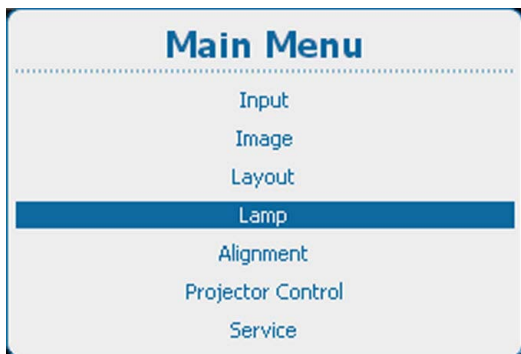 Main Menu
Input
Image
Layout
Lamp
Alignment
Projector Control
Service